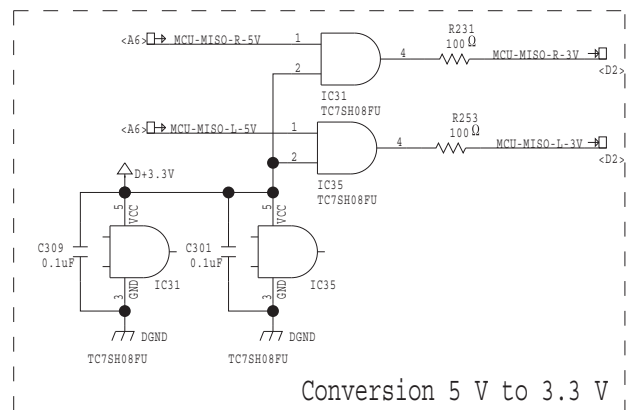 <A6> MCU-MISO-R-5V 1
2
4
R231
100Ω
MCU-MISO-R-3V
<D2>
IC31
TC7SH08FU
<A6> MCU-MISO-L-5V 1
2
4
R253
100Ω
MCU-MISO-L-3V
<D2>
IC35
TC7SH08FU
D+3.3V
5
VCC
C309
0.1uF
IC31
3
GND
DGND
TC7SH08FU
5
VCC
C301
0.1uF
IC35
3
GND
DGND
TC7SH08FU
Conversion 5 V to 3.3 V